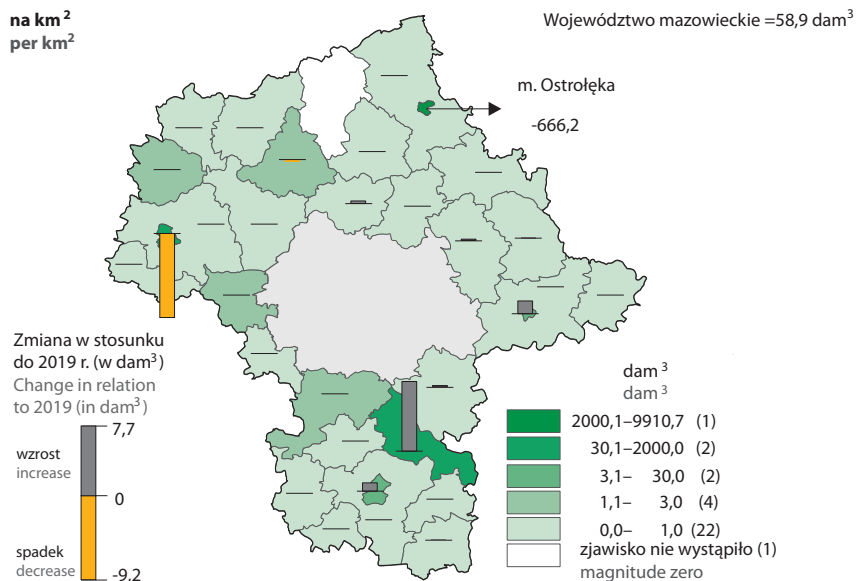 na km²
per km²
Województwo mazowieckie =58,9 dam³
m. Ostrołęka
-666,2
Zmiana w stosunku
do 2019 r. (w dam³)
Change in relation
to 2019 (in dam³)
7,7
wzrost
increase
0
spadek
decrease
-9,2
dam³
dam³
2000,1–9910,7 (1)
30,1–2000,0 (2)
3,1– 30,0 (2)
1,1– 3,0 (4)
0,0– 1,0 (22)
zjawisko nie wystąpiło (1)
magnitude zero